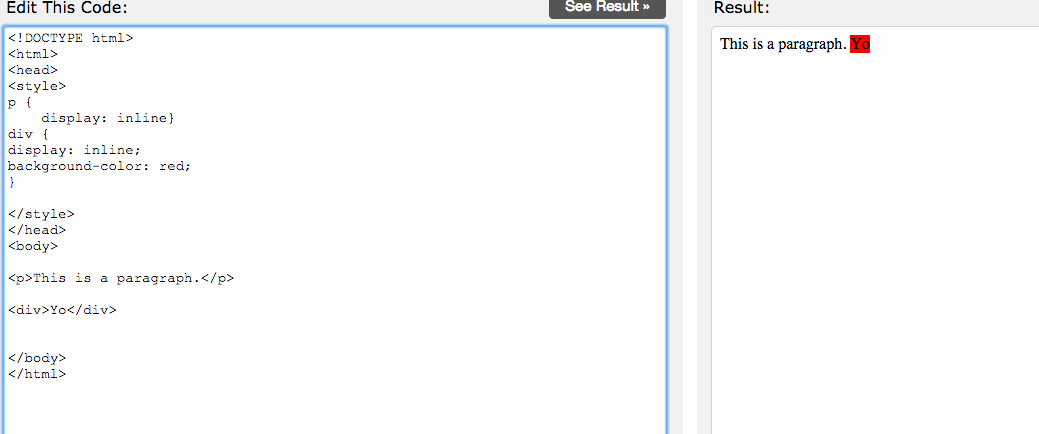 Edit This Code:
See Result »
Result:
<!DOCTYPE html>
<html>
<head>
<style>
p {
    display: inline}
div {
display: inline;
background-color: red;
}
</style>
</head>
<body>
<p>This is a paragraph.</p>
<div>Yo</div>
</body>
</html>
This is a paragraph. Yo